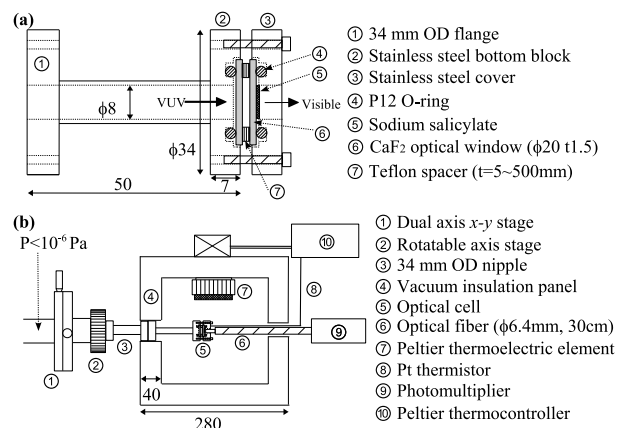 (a)
② ③
①
④
⑤
⑥
⑦
ϕ8
VUV
Visible
ϕ34
50
7
① 34 mm OD flange
② Stainless steel bottom block
③ Stainless steel cover
④ P12 O-ring
⑤ Sodium salicylate
⑥ CaF2 optical window (ϕ20 t1.5)
⑦ Teflon spacer (t=5~500mm)
(b)
P<10-6 Pa
⑩
④
⑦
⑧
①
②
③
⑤
⑥
⑨
40
280
① Dual axis x-y stage
② Rotatable axis stage
③ 34 mm OD nipple
④ Vacuum insulation panel
⑤ Optical cell
⑥ Optical fiber (ϕ6.4mm, 30cm)
⑦ Peltier thermoelectric element
⑧ Pt thermistor
⑨ Photomultiplier
⑩ Peltier thermocontroller